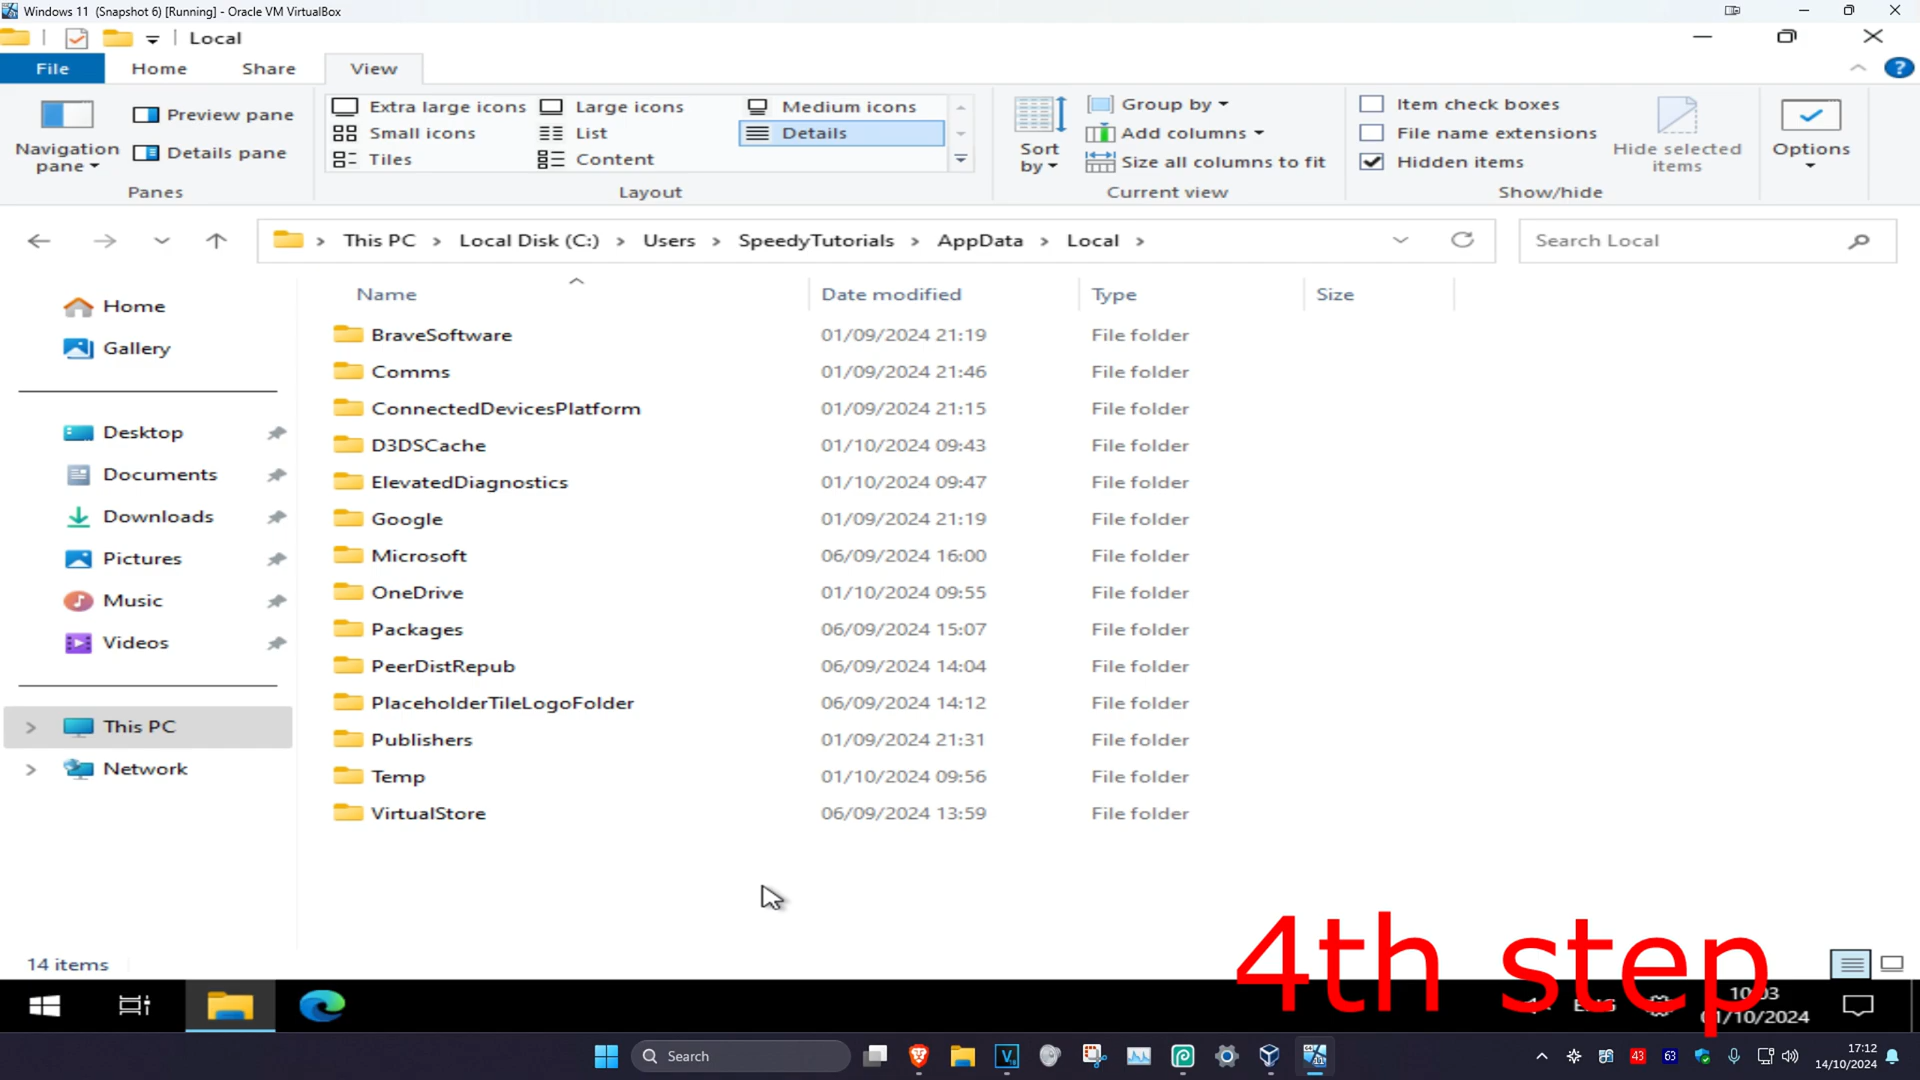 Windows 11 (Snapshot 6) [Running] - Oracle VM VirtualBox
Local
File Home Share View
Navigation pane
Preview pane
Details pane
Panes
Extra large icons Large icons Medium icons
Small icons List Details
Tiles Content
Layout
Sort by
Group by
Add columns
Size all columns to fit
Current view
Item check boxes
File name extensions
Hidden items
Hide selected items
Show/hide
Options
This PC Local Disk (C:) Users SpeedyTutorials AppData Local
Search Local
Home
Gallery
Desktop
Documents
Downloads
Pictures
Music
Videos
This PC
Network
Name Date modified Type Size
BraveSoftware 01/09/2024 21:19 File folder
Comms 01/09/2024 21:46 File folder
ConnectedDevicesPlatform 01/09/2024 21:15 File folder
D3DSCache 01/10/2024 09:43 File folder
ElevatedDiagnostics 01/10/2024 09:47 File folder
Google 01/09/2024 21:19 File folder
Microsoft 06/09/2024 16:00 File folder
OneDrive 01/10/2024 09:55 File folder
Packages 06/09/2024 15:07 File folder
PeerDistRepub 06/09/2024 14:04 File folder
PlaceholderTileLogoFolder 06/09/2024 14:12 File folder
Publishers 01/09/2024 21:31 File folder
Temp 01/10/2024 09:56 File folder
VirtualStore 06/09/2024 13:59 File folder
14 items
4th step
10:03
01/10/2024
Search
43 63
17:12
14/10/2024